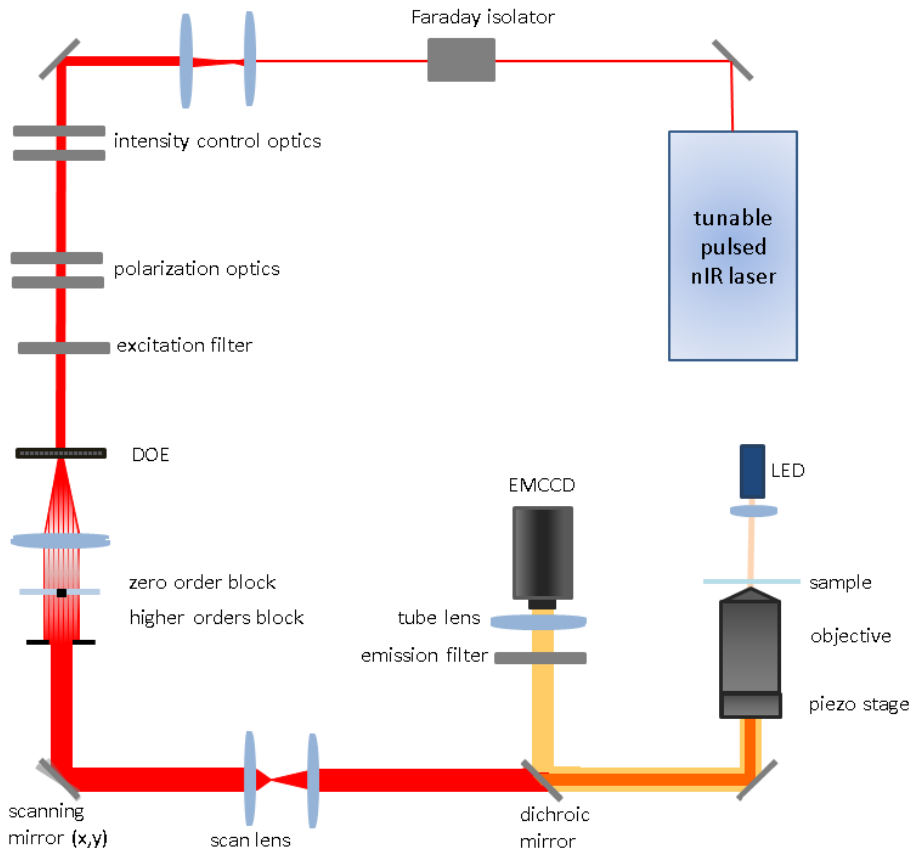 Faraday isolator
intensity control optics
tunable
pulsed
nIR laser
polarization optics
excitation filter
DOE
LED
EMCCD
zero order block
sample
higher orders block
tube lens
objective
emission filter
piezo stage
scanning
mirror (x,y)
scan lens
dichroic
mirror